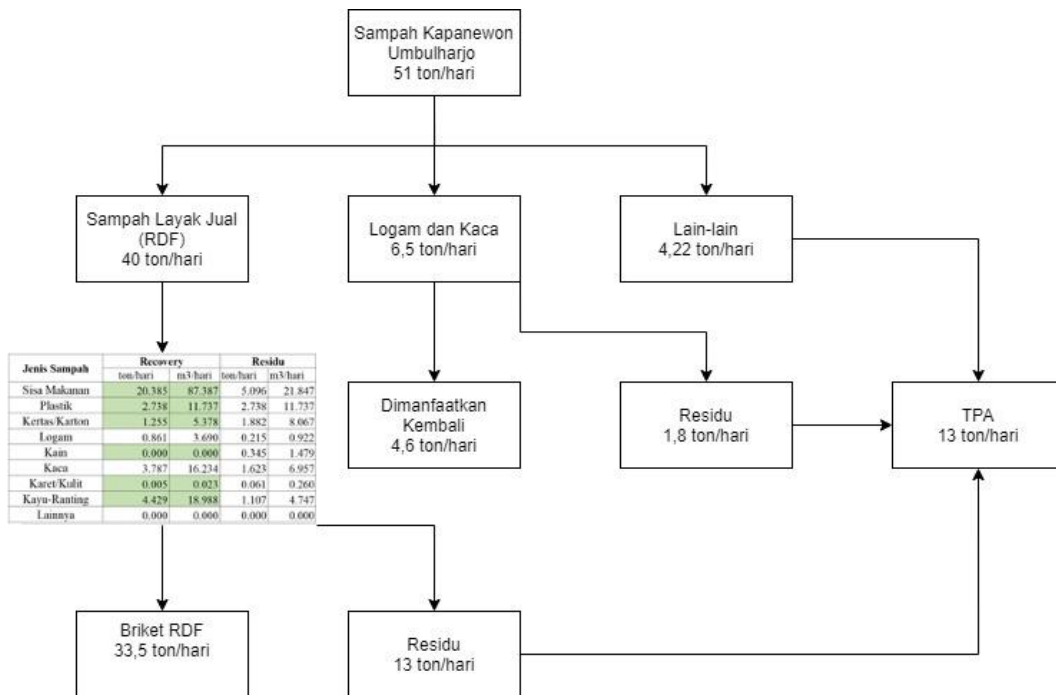 Sampah Kapanewon
Umbulharjo
51 ton/hari
Sampah Layak Jual
(RDF)
40 ton/hari
Logam dan Kaca
6,5 ton/hari
Lain-lain
4,22 ton/hari
Jenis Sampah Recovery Residu
ton/hari m3/hari ton/hari m3/hari
Sisa Makanan 20.385 87.387 5.096 21.847
Plastik 2.738 11.737 2.738 11.737
Kertas/Karton 1.255 5.378 1.882 8.067
Logam 0.861 3.690 0.215 0.922
Kain 0.000 0.000 0.345 1.479
Kaca 3.787 16.234 1.623 6.957
Karet/Kulit 0.005 0.023 0.061 0.260
Kayu-Ranting 4.429 18.988 1.107 4.747
Lainnya 0.000 0.000 0.000 0.000
Dimanfaatkan
Kembali
4,6 ton/hari
Residu
1,8 ton/hari
TPA
13 ton/hari
Briket RDF
33,5 ton/hari
Residu
13 ton/hari